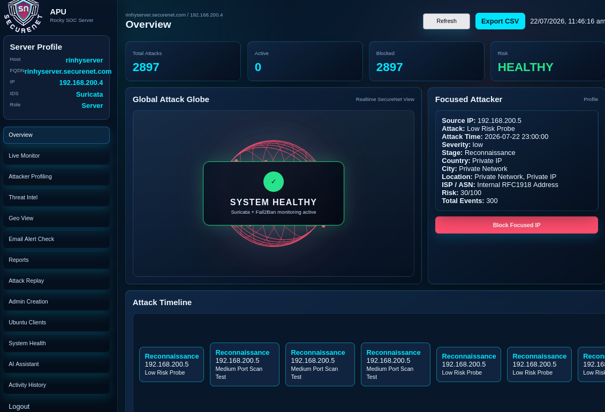 SECURENET
APU
Rocky SOC Server
Server Profile
Host rinhyserver
FQDN rinhyserver.securenet.com
IP 192.168.200.4
IDS Suricata
Role Server
Overview
Live Monitor
Attacker Profiling
Threat Intel
Geo View
Email Alert Check
Reports
Attack Replay
Admin Creation
Ubuntu Clients
System Health
AI Assistant
Activity History
Logout
rinhyserver.securenet.com / 192.168.200.4
Overview
Refresh
Export CSV
22/07/2026, 11:46:16 am
Total Attacks
2897
Active
0
Blocked
2897
Risk
HEALTHY
Global Attack Globe
Realtime SecureNet View
✓
SYSTEM HEALTHY
Suricata + Fail2Ban monitoring active
Focused Attacker
Profile
Source IP: 192.168.200.5
Attack: Low Risk Probe
Attack Time: 2026-07-22 23:00:00
Severity: low
Stage: Reconnaissance
Country: Private IP
City: Private Network
Location: Private Network, Private IP
ISP / ASN: Internal RFC1918 Address
Risk: 30/100
Total Events: 300
Block Focused IP
Attack Timeline
Reconnaissance
192.168.200.5
Low Risk Probe
Reconnaissance
192.168.200.5
Medium Port Scan
Test
Reconnaissance
192.168.200.5
Medium Port Scan
Test
Reconnaissance
192.168.200.5
Medium Port Scan
Test
Reconnaissance
192.168.200.5
Low Risk Probe
Reconnaissance
192.168.200.5
Low Risk Probe
Recon
192.168
Low Risk